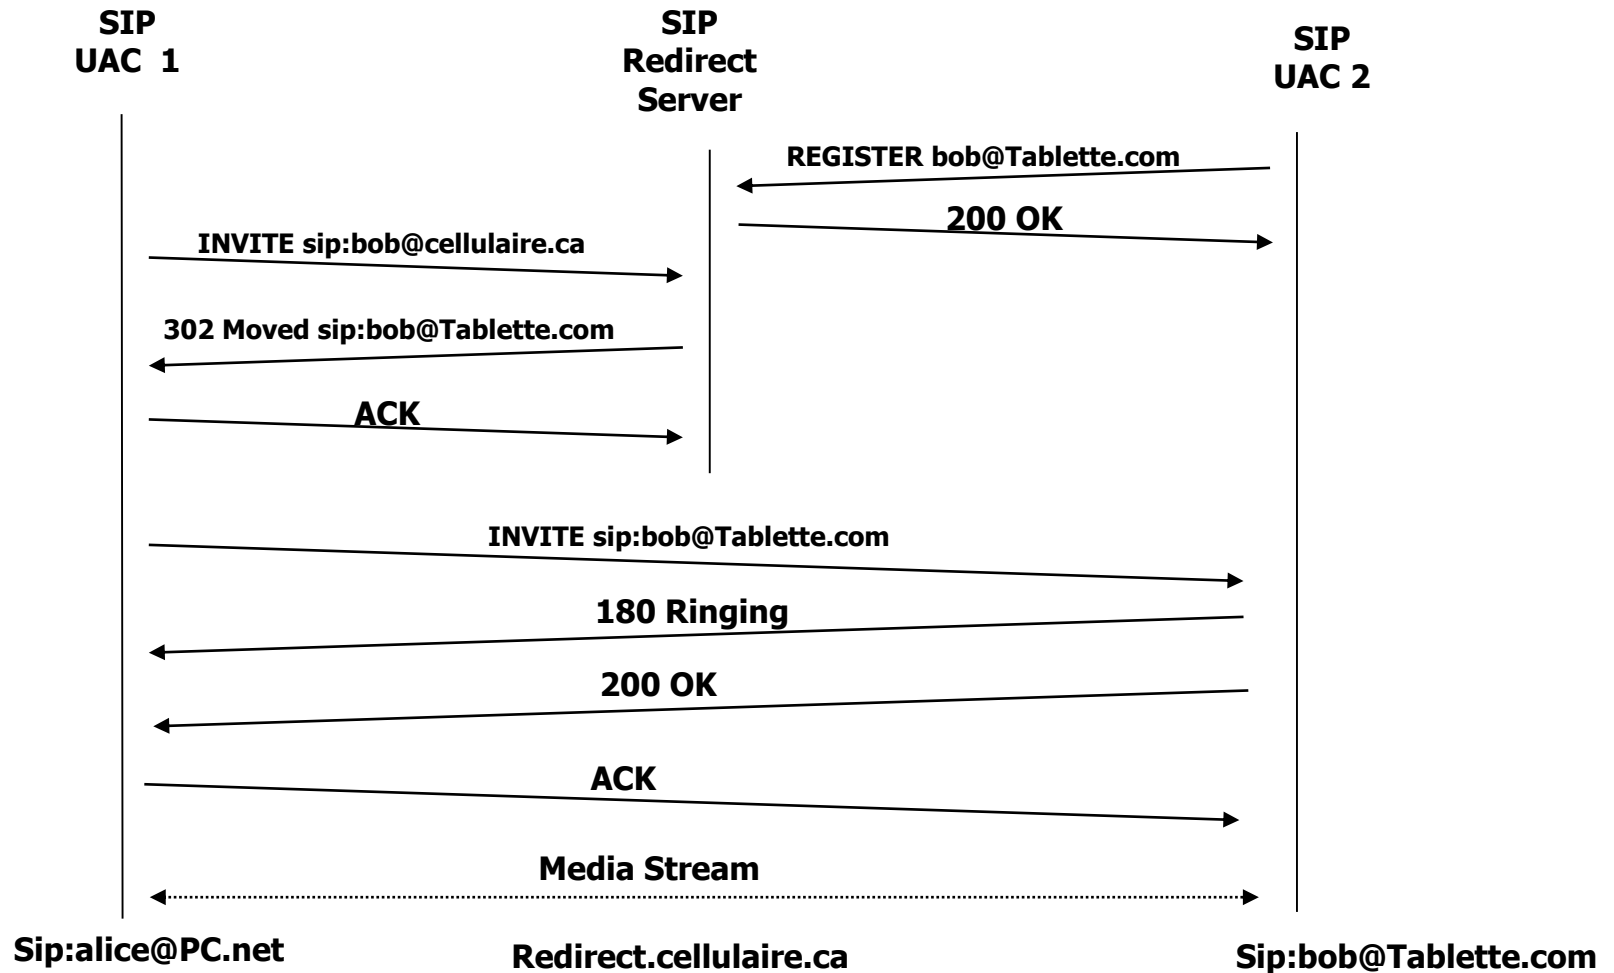 SIP
UAC 1
SIP
Redirect
Server
SIP
UAC 2
REGISTER bob@Tablette.com
200 OK
INVITE sip:bob@cellulaire.ca
302 Moved sip:bob@Tablette.com
ACK
INVITE sip:bob@Tablette.com
180 Ringing
200 OK
ACK
Media Stream
Sip:alice@PC.net
Redirect.cellulaire.ca
Sip:bob@Tablette.com